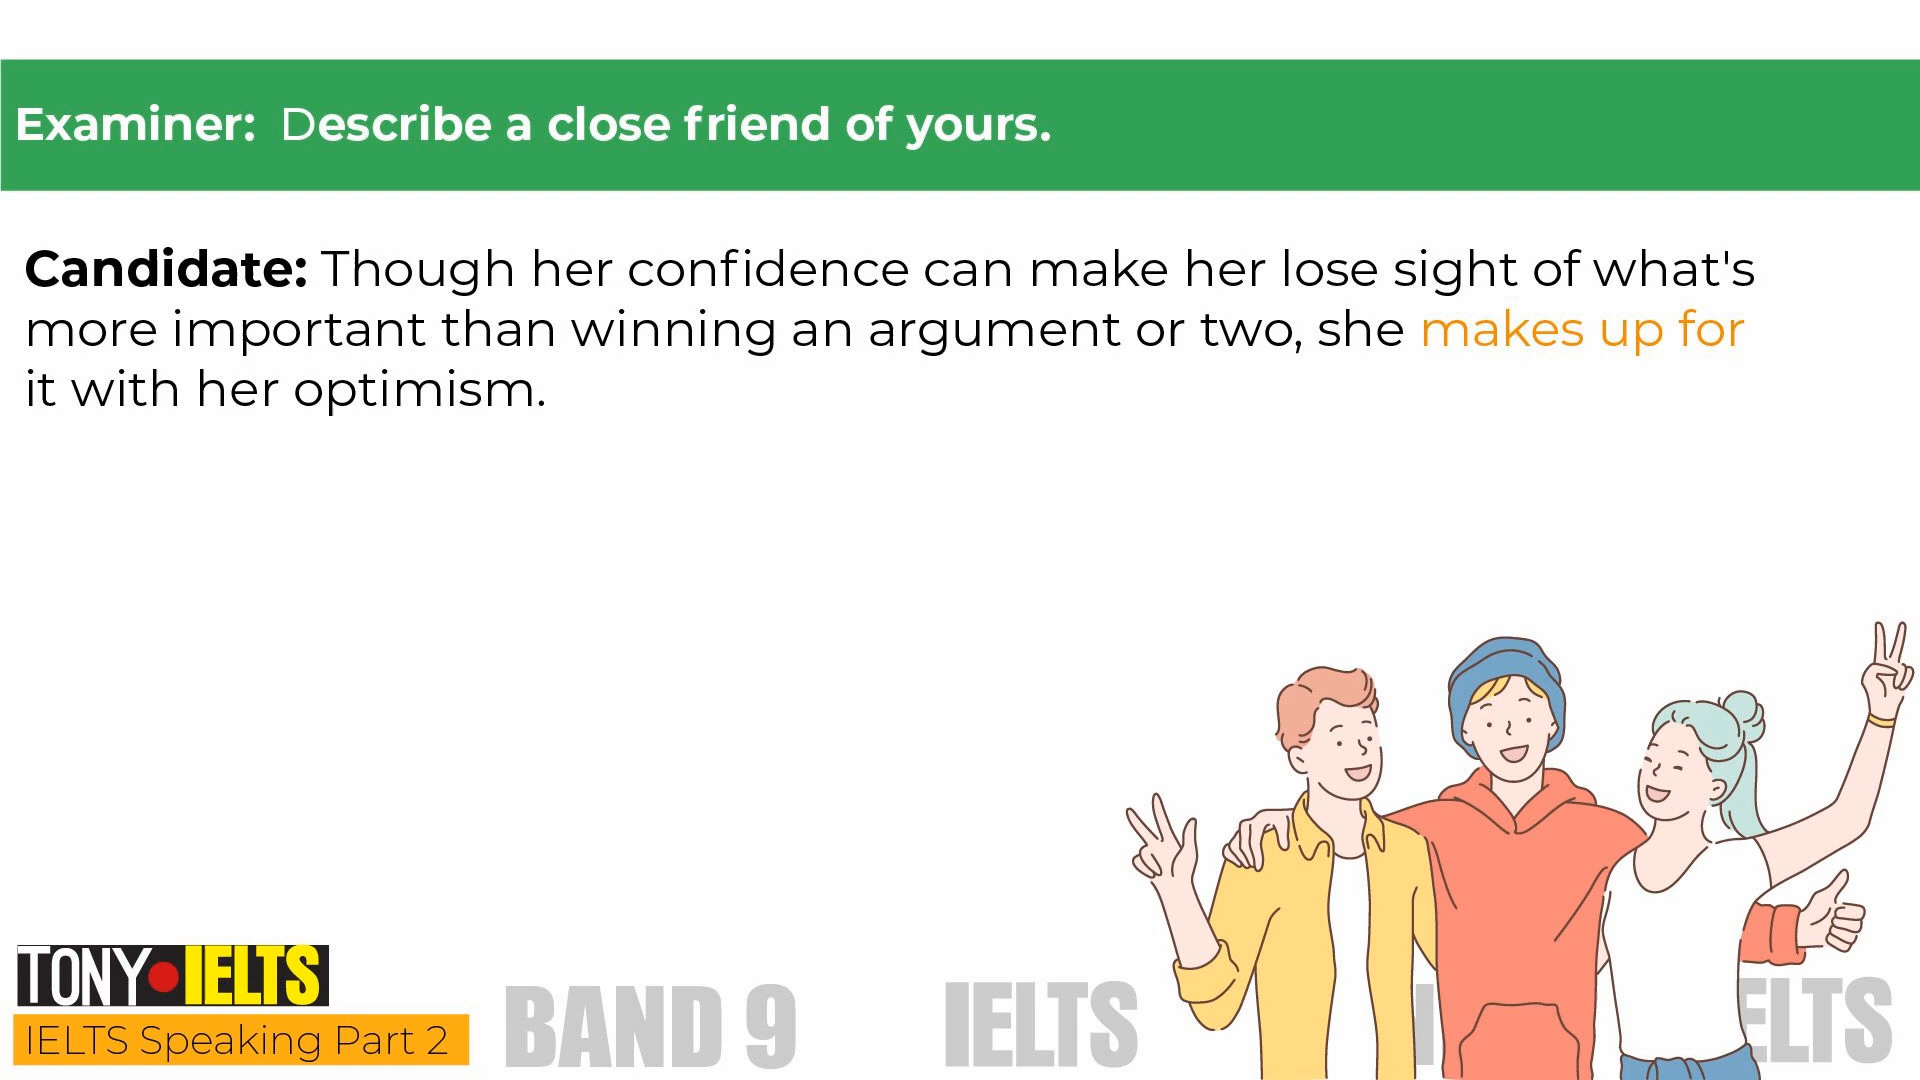 Examiner: Describe a close friend of yours.
Candidate: Though her confidence can make her lose sight of what's
more important than winning an argument or two, she makes up for
it with her optimism.
TONY IELTS
IELTS Speaking Part 2
BAND 9
IELTS
I
ELTS